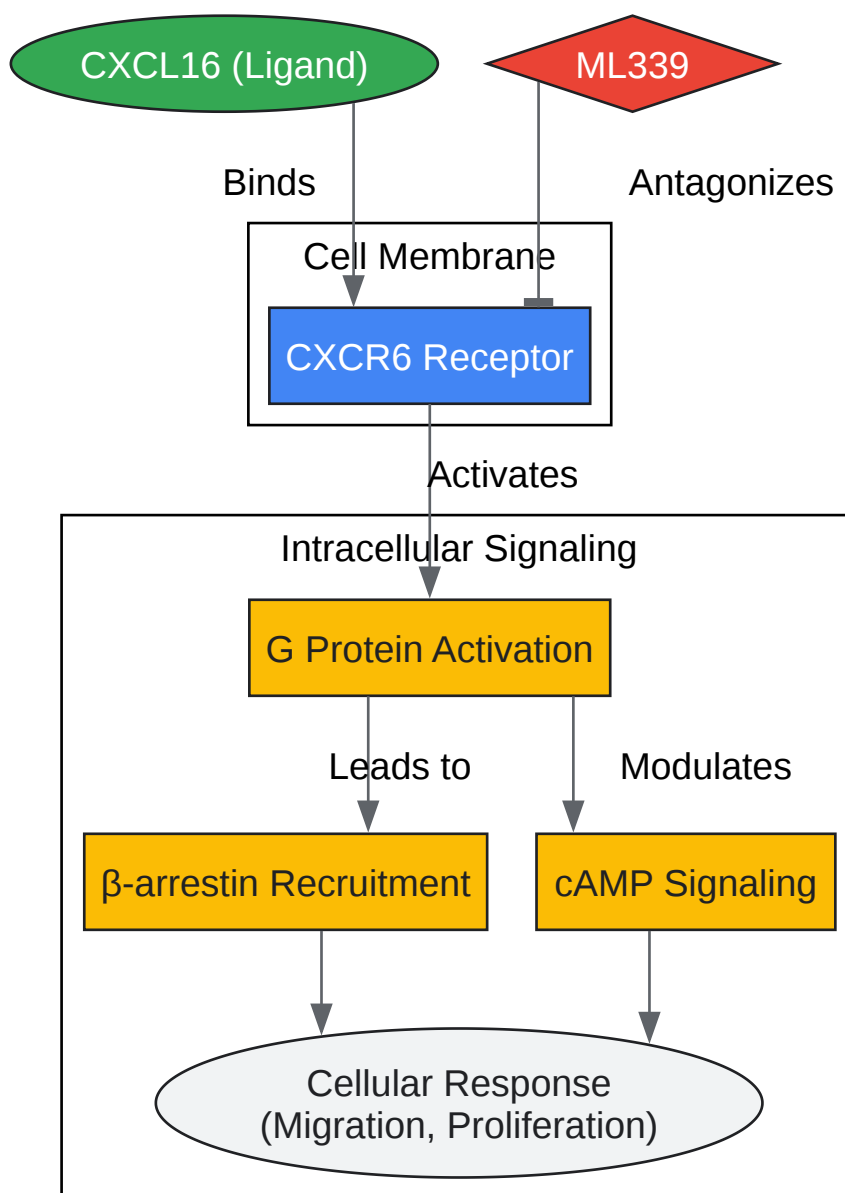 CXCL16 (Ligand)
ML339
Binds
Antagonizes
Cell Membrane
CXCR6 Receptor
Activates
Intracellular Signaling
G Protein Activation
Leads to
Modulates
β-arrestin Recruitment
cAMP Signaling
Cellular Response
(Migration, Proliferation)